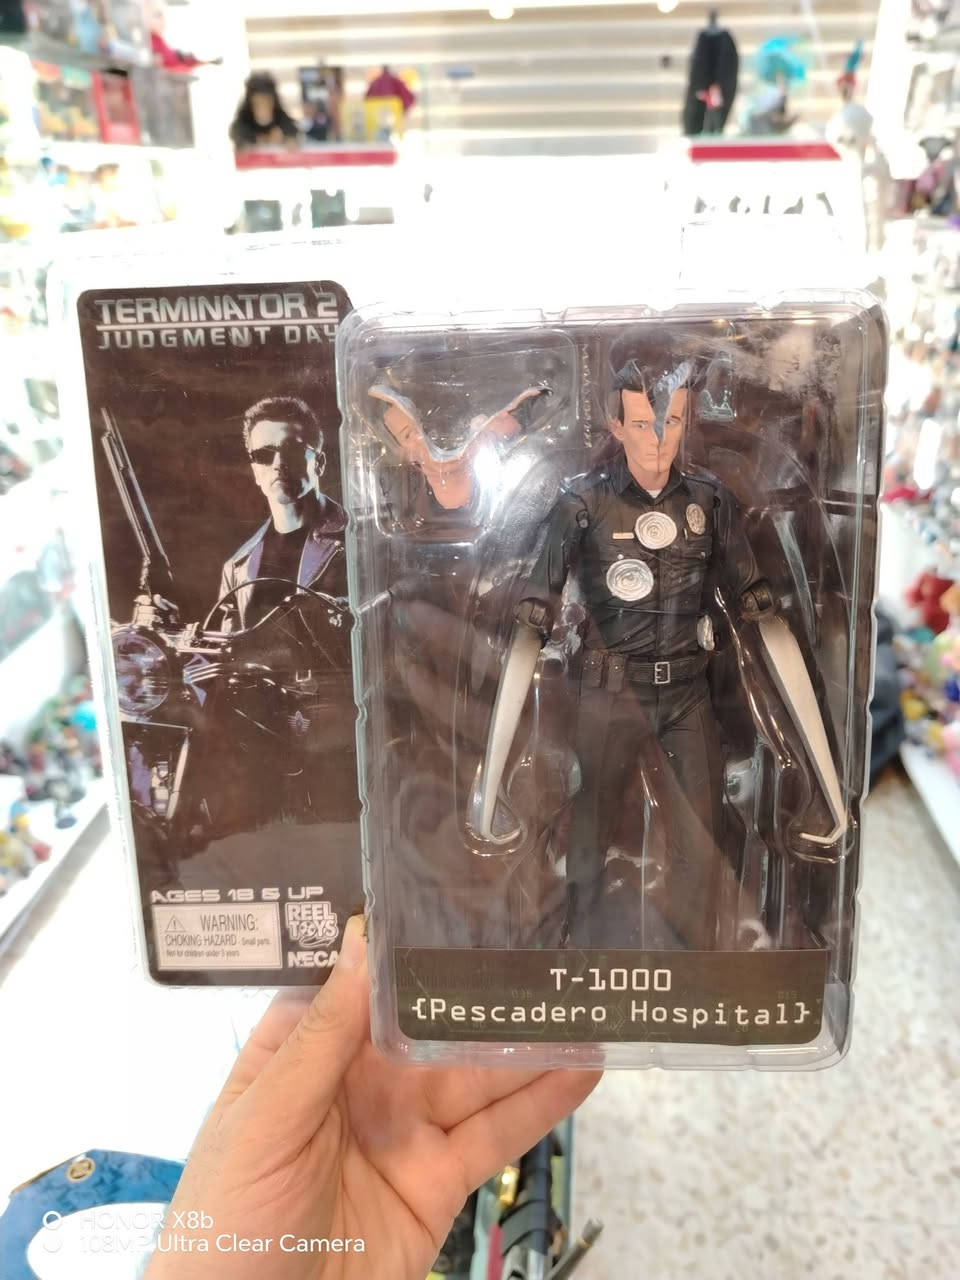 TERMINATOR 2
JUDGMENT DAY
AGES 18 & UP
WARNING:
CHOKING HAZARD - Small parts
Not for children under 3 years
REEL
TOYS
NECA
T-1000
{Pescadero Hospital}
HONOR X8b
108MP Ultra Clear Camera